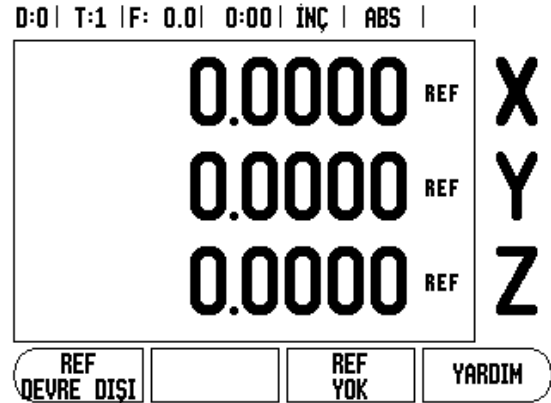 D:0| T:1 |F: 0.0| 0:00| İNÇ | ABS | |
0.0000 REF X
0.0000 REF Y
0.0000 REF Z
REF
DEVRE DIŞI
REF
YOK
YARDIM